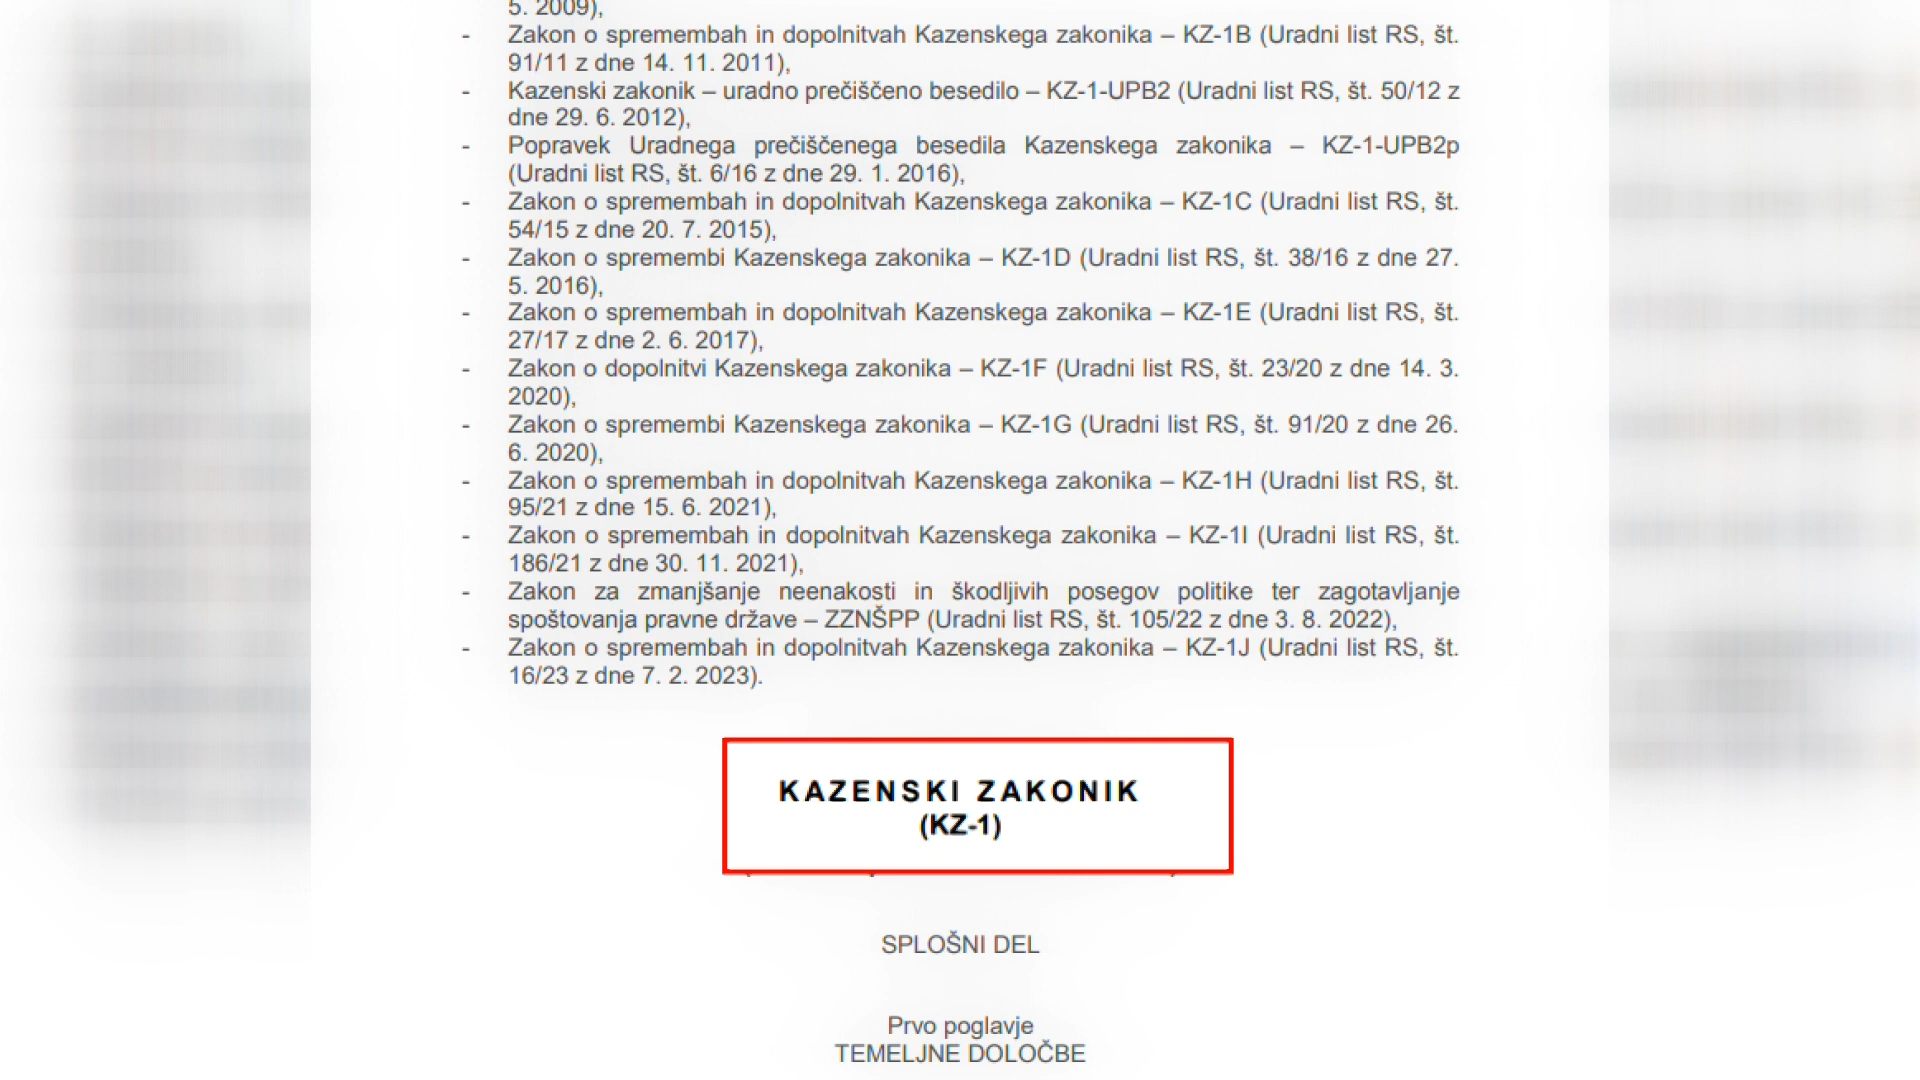 5. 2009),
- Zakon o spremembah in dopolnitvah Kazenskega zakonika – KZ-1B (Uradni list RS, št.
91/11 z dne 14. 11. 2011),
- Kazenski zakonik – uradno prečiščeno besedilo – KZ-1-UPB2 (Uradni list RS, št. 50/12 z
dne 29. 6. 2012),
- Popravek Uradnega prečiščenega besedila Kazenskega zakonika – KZ-1-UPB2p
(Uradni list RS, št. 6/16 z dne 29. 1. 2016),
- Zakon o spremembah in dopolnitvah Kazenskega zakonika – KZ-1C (Uradni list RS, št.
54/15 z dne 20. 7. 2015),
- Zakon o spremembi Kazenskega zakonika – KZ-1D (Uradni list RS, št. 38/16 z dne 27.
5. 2016),
- Zakon o spremembah in dopolnitvah Kazenskega zakonika – KZ-1E (Uradni list RS, št.
27/17 z dne 2. 6. 2017),
- Zakon o dopolnitvi Kazenskega zakonika – KZ-1F (Uradni list RS, št. 23/20 z dne 14. 3.
2020),
- Zakon o spremembi Kazenskega zakonika – KZ-1G (Uradni list RS, št. 91/20 z dne 26.
6. 2020),
- Zakon o spremembah in dopolnitvah Kazenskega zakonika – KZ-1H (Uradni list RS, št.
95/21 z dne 15. 6. 2021),
- Zakon o spremembah in dopolnitvah Kazenskega zakonika – KZ-1I (Uradni list RS, št.
186/21 z dne 30. 11. 2021),
- Zakon za zmanjšanje neenakosti in škodljivih posegov politike ter zagotavljanje
spoštovanja pravne države – ZZNŠPP (Uradni list RS, št. 105/22 z dne 3. 8. 2022),
- Zakon o spremembah in dopolnitvah Kazenskega zakonika – KZ-1J (Uradni list RS, št.
16/23 z dne 7. 2. 2023).
KAZENSKI ZAKONIK
(KZ-1)
SPLOŠNI DEL
Prvo poglavje
TEMELJNE DOLOČBE